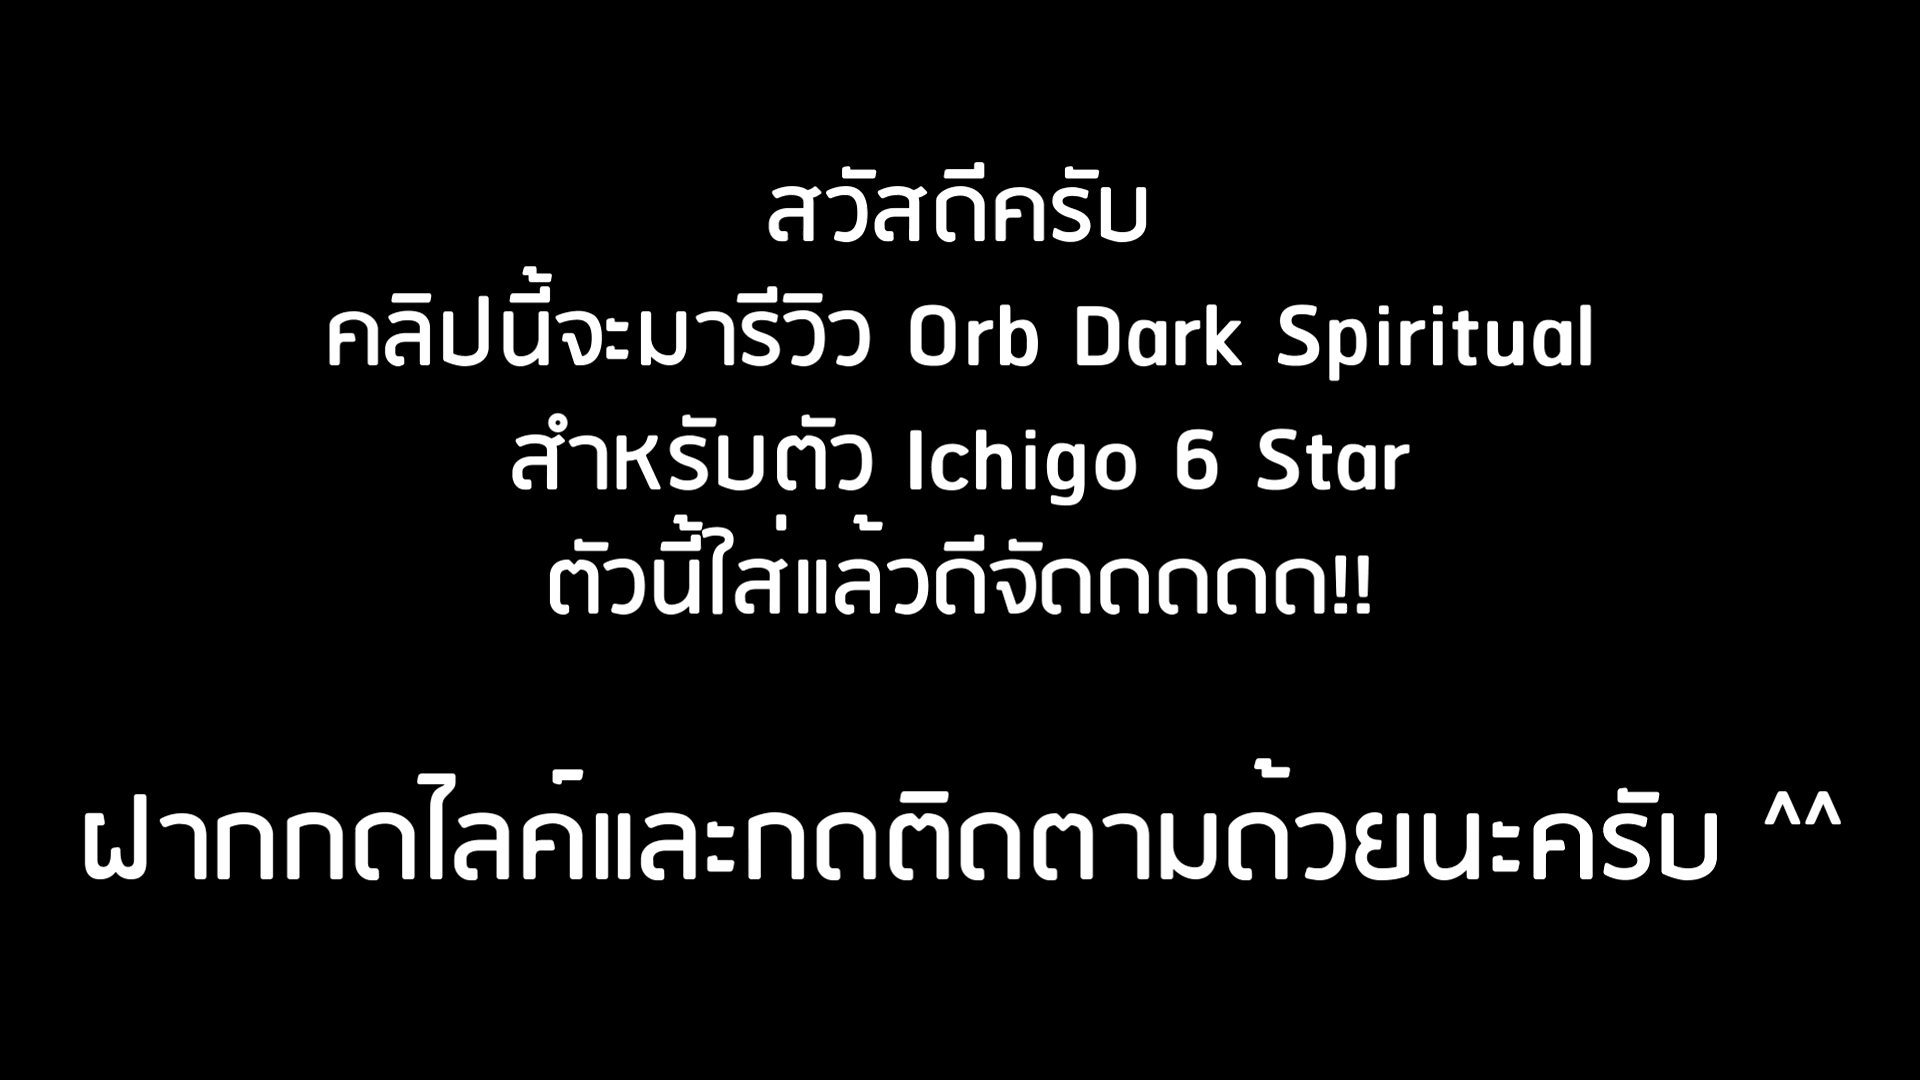 สวัสดีครับ
คลิปนี้จะมารีวิว Orb Dark Spiritual
สำหรับตัว Ichigo 6 Star
ตัวนี้ใส่แล้วดีจัดดดดด!!
ฝากกดไลค์และกดติดตามด้วยนะครับ ^^